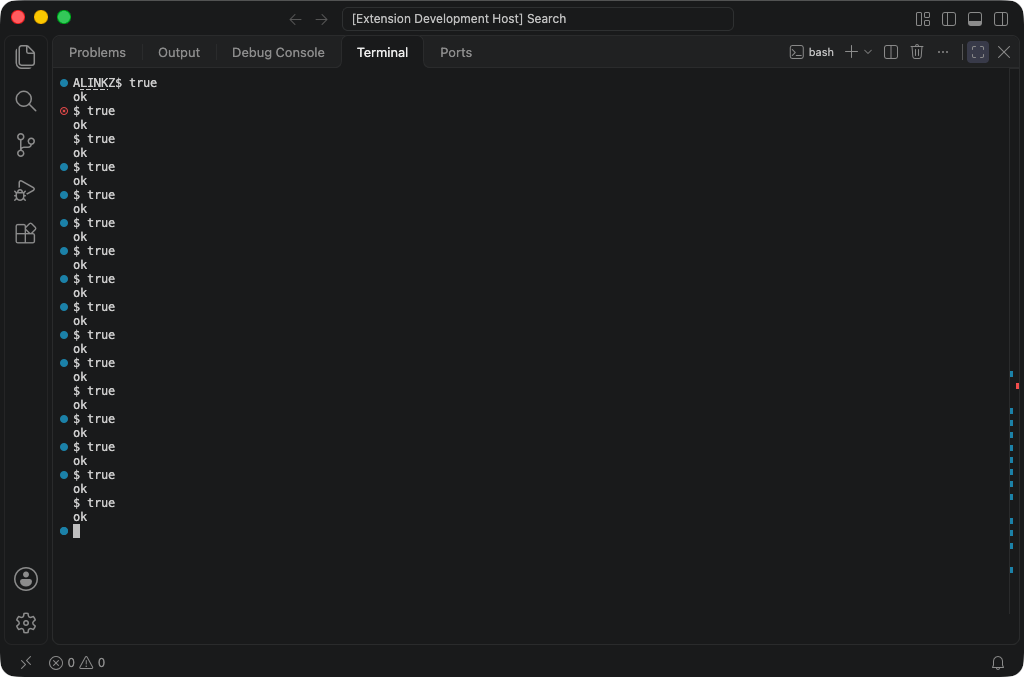 [Extension Development Host] Search
Problems Output Debug Console Terminal Ports bash
ALINKZ$ true
ok
$ true
ok
$ true
ok
$ true
ok
$ true
ok
$ true
ok
$ true
ok
$ true
ok
$ true
ok
$ true
ok
$ true
ok
$ true
ok
$ true
ok
$ true
ok
$ true
ok
$ true
ok
0 0